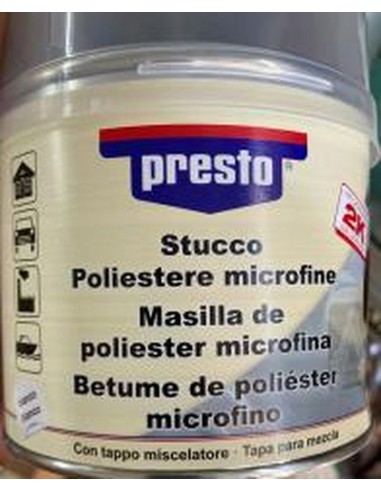 presto®
2K
Stucco
Poliestere microfine
Masilla de
poliester microfina
Betume de poliéster
microfino
Con tappo miscelatore · Tapa para mezcla